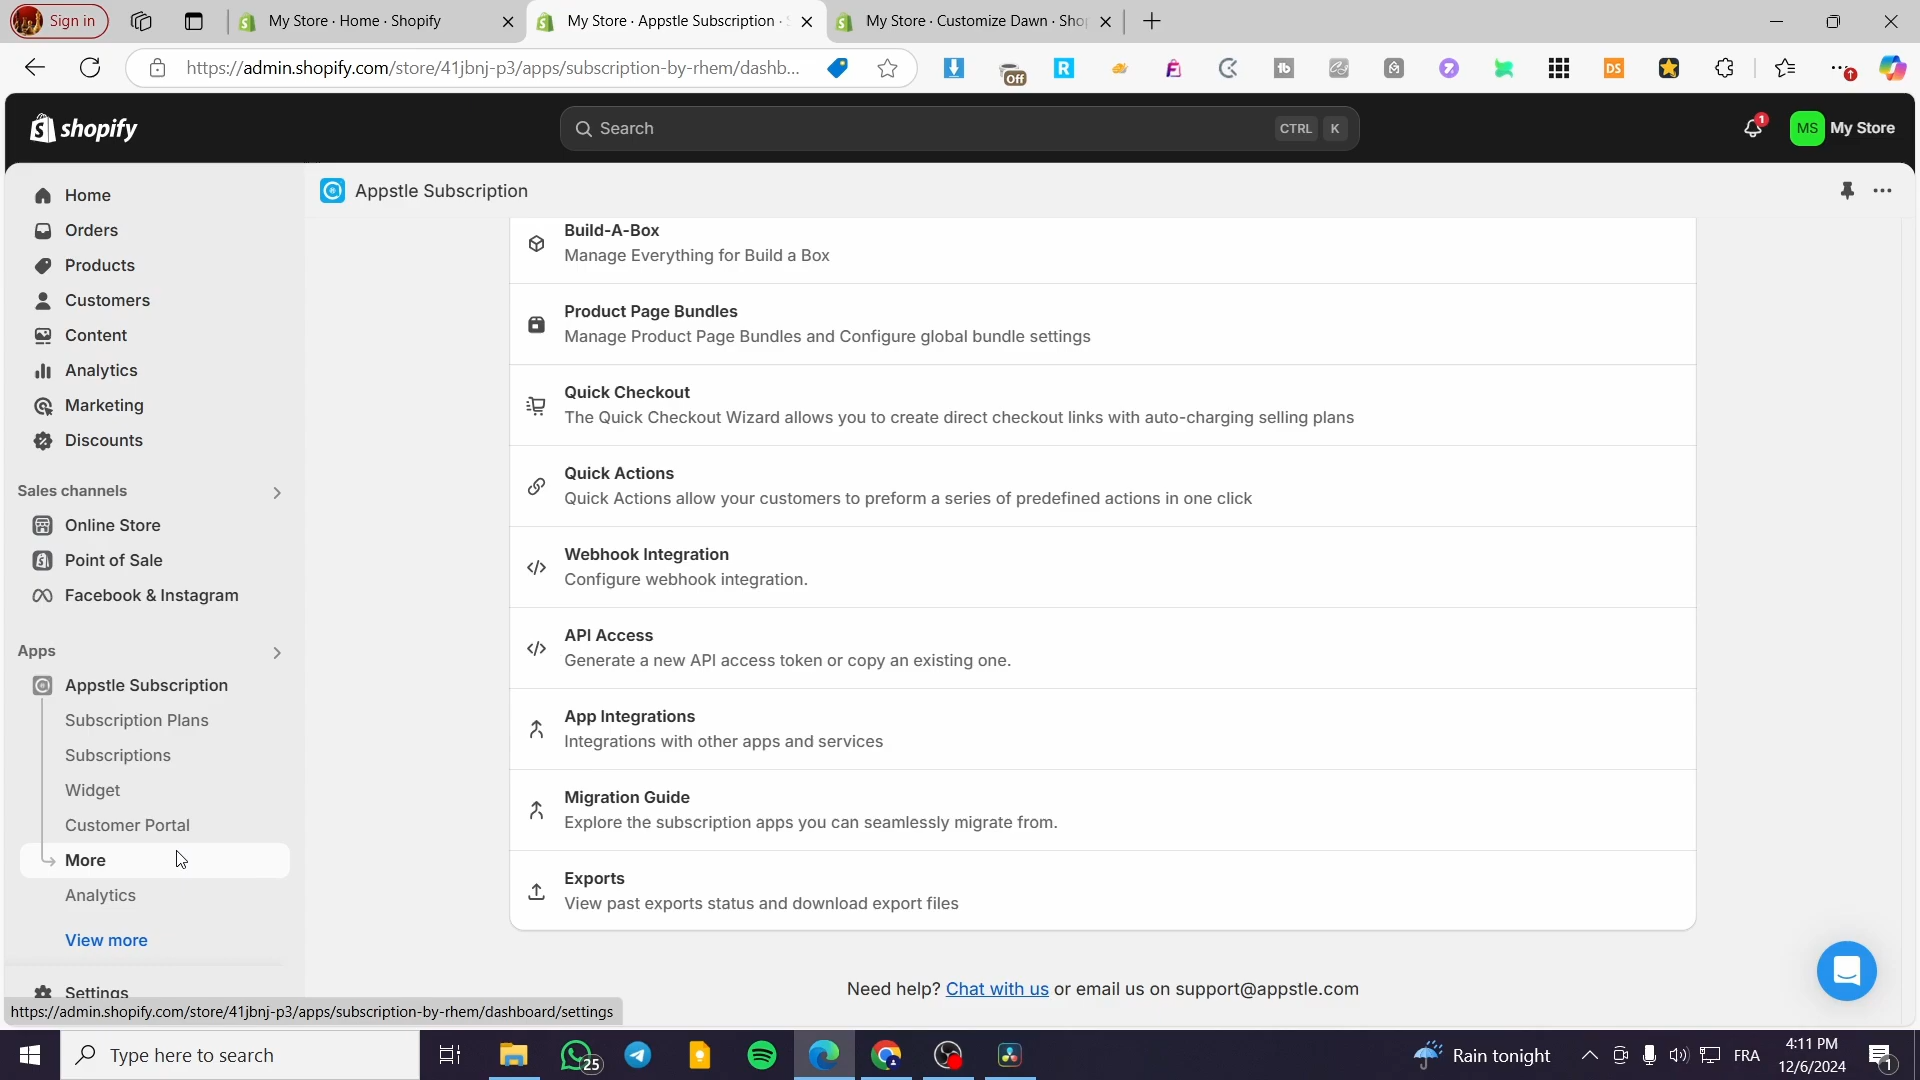 Sign in
My Store · Home · Shopify
My Store · Appstle Subscription ·
My Store · Customize Dawn · Sho
https://admin.shopify.com/store/41jbnj-p3/apps/subscription-by-rhem/dashb...
Off
R
tb
DS
shopify
Search
CTRL K
1
MS
My Store
Appstle Subscription
Home
Orders
Products
Customers
Content
Analytics
Marketing
Discounts
Sales channels
Online Store
Point of Sale
Facebook & Instagram
Apps
Appstle Subscription
Subscription Plans
Subscriptions
Widget
Customer Portal
More
Analytics
View more
Settings
Build-A-Box
Manage Everything for Build a Box
Product Page Bundles
Manage Product Page Bundles and Configure global bundle settings
Quick Checkout
The Quick Checkout Wizard allows you to create direct checkout links with auto-charging selling plans
Quick Actions
Quick Actions allow your customers to preform a series of predefined actions in one click
Webhook Integration
Configure webhook integration.
API Access
Generate a new API access token or copy an existing one.
App Integrations
Integrations with other apps and services
Migration Guide
Explore the subscription apps you can seamlessly migrate from.
Exports
View past exports status and download export files
Need help? Chat with us or email us on support@appstle.com
https://admin.shopify.com/store/41jbnj-p3/apps/subscription-by-rhem/dashboard/settings
Type here to search
25
Rain tonight
FRA
4:11 PM
12/6/2024
1